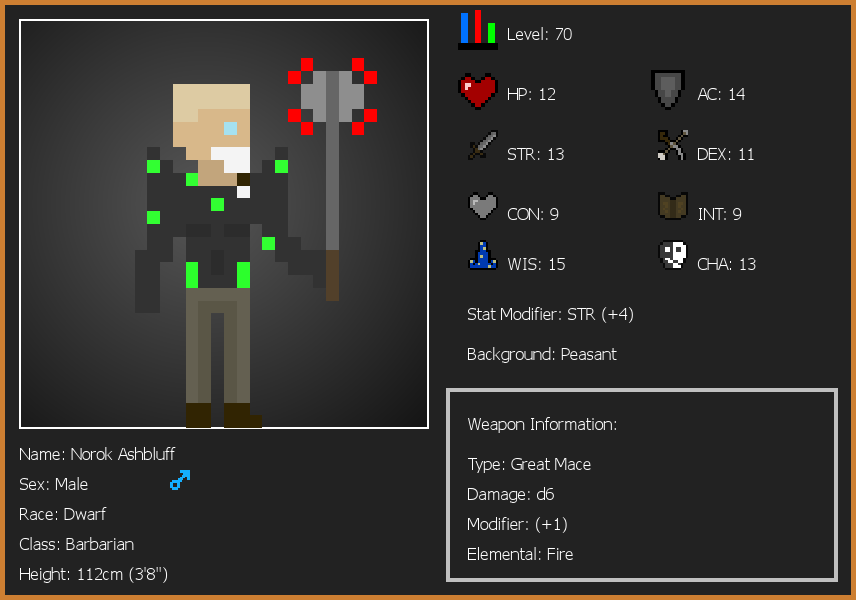 Level: 70
HP: 12
AC: 14
STR: 13
DEX: 11
CON: 9
INT: 9
WIS: 15
CHA: 13
Stat Modifier: STR (+4)
Background: Peasant
Weapon Information:
Type: Great Mace
Damage: d6
Modifier: (+1)
Elemental: Fire
Name: Norok Ashbluff
Sex: Male
Race: Dwarf
Class: Barbarian
Height: 112cm (3'8")